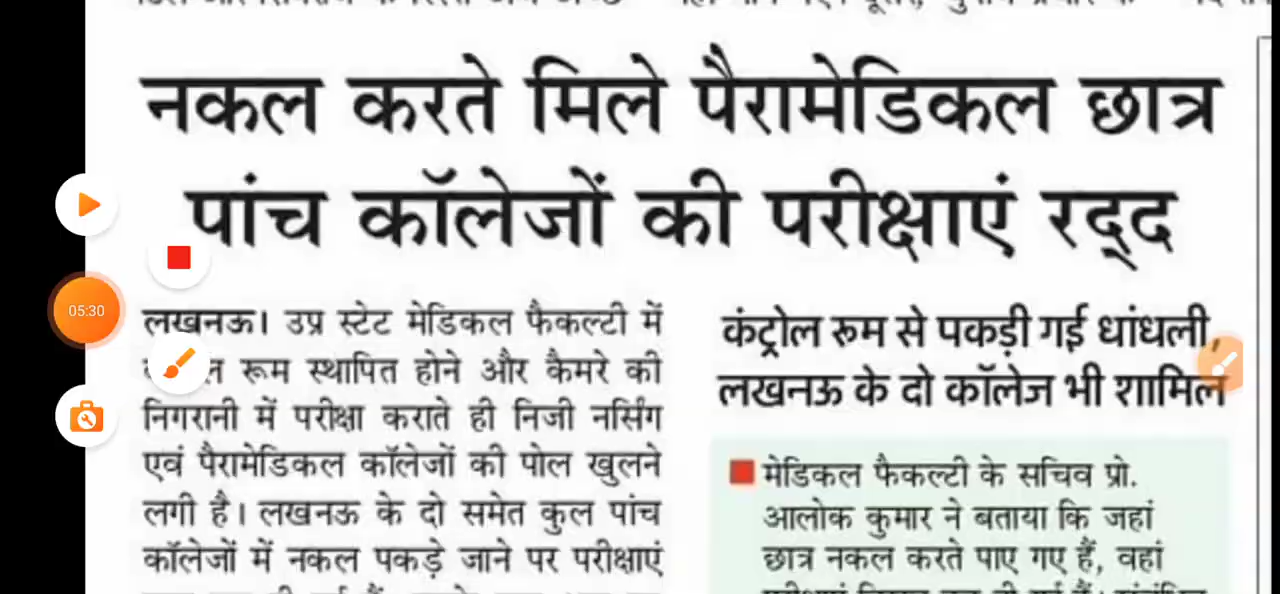 नकल करते मिले पैरामेडिकल छात्र
पांच कॉलेजों की परीक्षाएं रद्द
लखनऊ। उप्र स्टेट मेडिकल फैकल्टी में
रूम स्थापित होने और कैमरे की
निगरानी में परीक्षा कराते ही निजी नर्सिंग
एवं पैरामेडिकल कॉलेजों की पोल खुलने
लगी है। लखनऊ के दो समेत कुल पांच
कॉलेजों में नकल पकड़े जाने पर परीक्षाएं
कंट्रोल रूम से पकड़ी गई धांधली,
लखनऊ के दो कॉलेज भी शामिल
मेडिकल फैकल्टी के सचिव प्रो.
आलोक कुमार ने बताया कि जहां
छात्र नकल करते पाए गए हैं, वहां
05:30